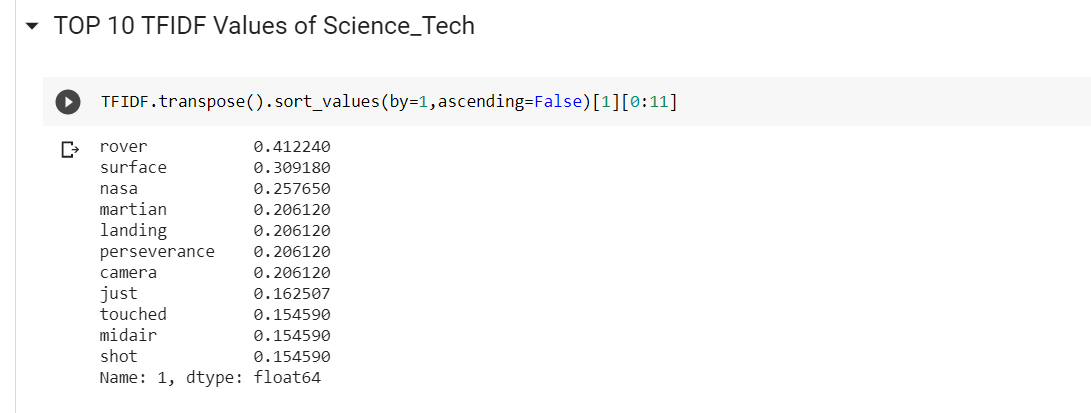 TOP 10 TFIDF Values of Science_Tech
TFIDF.transpose().sort_values(by=1,ascending=False)[1][0:11]
rover 0.412240
surface 0.309180
nasa 0.257650
martian 0.206120
landing 0.206120
perseverance 0.206120
camera 0.206120
just 0.162507
touched 0.154590
midair 0.154590
shot 0.154590
Name: 1, dtype: float64